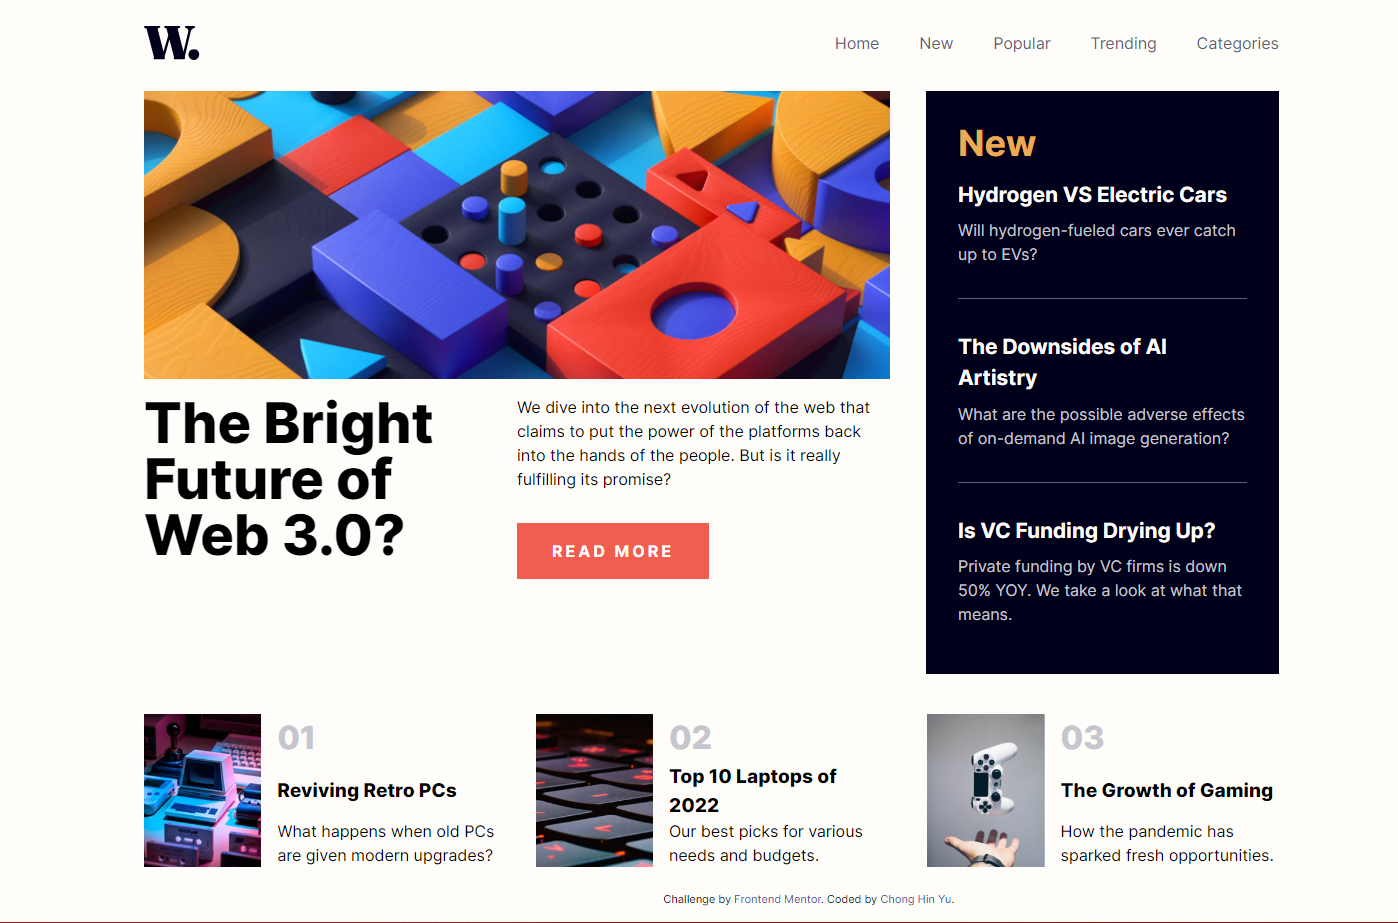 W.
Home New Popular Trending Categories
The Bright
Future of
Web 3.0?
We dive into the next evolution of the web that
claims to put the power of the platforms back
into the hands of the people. But is it really
fulfilling its promise?
READ MORE
New
Hydrogen VS Electric Cars
Will hydrogen-fueled cars ever catch
up to EVs?
The Downsides of AI
Artistry
What are the possible adverse effects
of on-demand AI image generation?
Is VC Funding Drying Up?
Private funding by VC firms is down
50% YOY. We take a look at what that
means.
01
Reviving Retro PCs
What happens when old PCs
are given modern upgrades?
02
Top 10 Laptops of
2022
Our best picks for various
needs and budgets.
03
The Growth of Gaming
How the pandemic has
sparked fresh opportunities.
Challenge by Frontend Mentor. Coded by Chong Hin Yu.